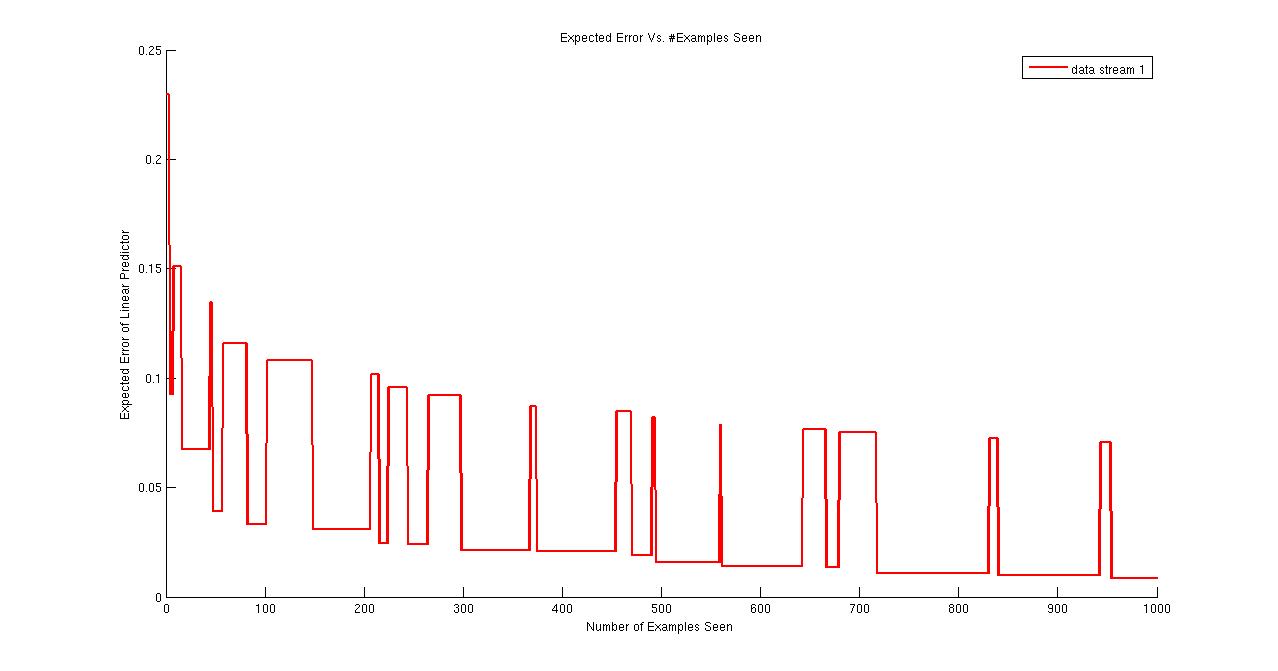 Expected Error Vs. #Examples Seen
data stream 1
0.25
0.2
0.15
0.1
0.05
0
Expected Error of Linear Predictor
0 100 200 300 400 500 600 700 800 900 1000
Number of Examples Seen